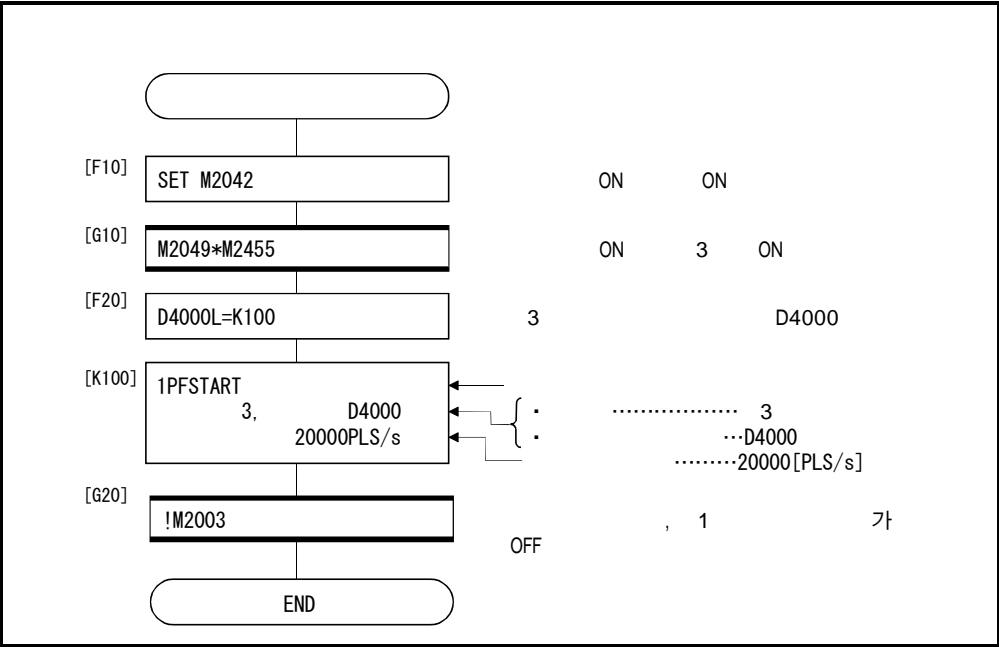 [F10]
SET M2042
ON ON
[G10]
M2049*M2455
ON 3 ON
[F20]
D4000L=K100
3 D4000
[K100]
1PFSTART
3, D4000
20000PLS/s
・ ……………… 3
・ …D4000
………20000[PLS/s]
[G20]
!M2003
, 1 가
OFF
END